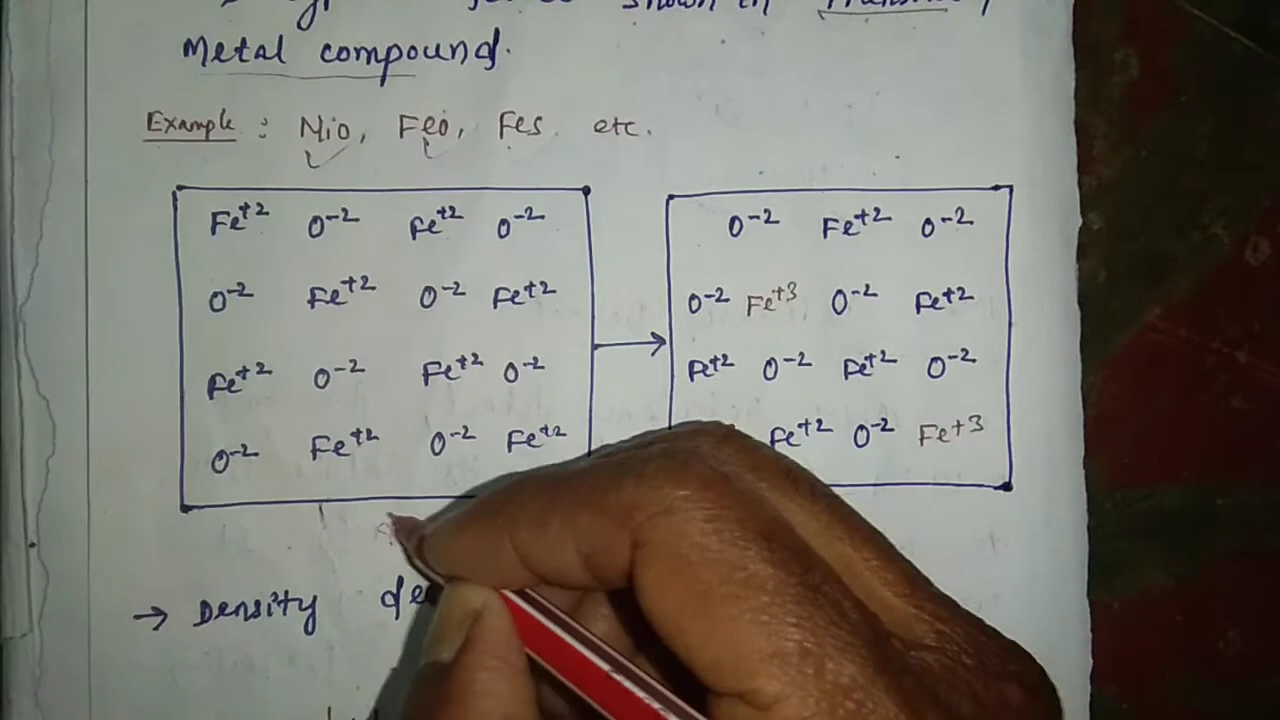 shown in
Metal compound.
Example : Nio, Feo, Fes. etc.
Fe+2 O-2 Fe+2 O-2
O-2 Fe+2 O-2 Fe+2
Fe+2 O-2 Fe+2 O-2
O-2 Fe+2 O-2 Fe+2
O-2 Fe+2 O-2
O-2 Fe+3 O-2 Fe+2
Fe+2 O-2 Fe+2 O-2
Fe+2 O-2 Fe+3
→ Density de